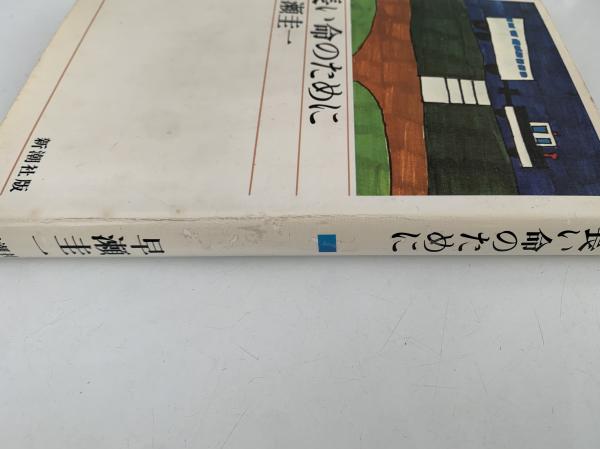 長い命のために
瀬圭一
新潮社版
長い命のために
早瀬圭一